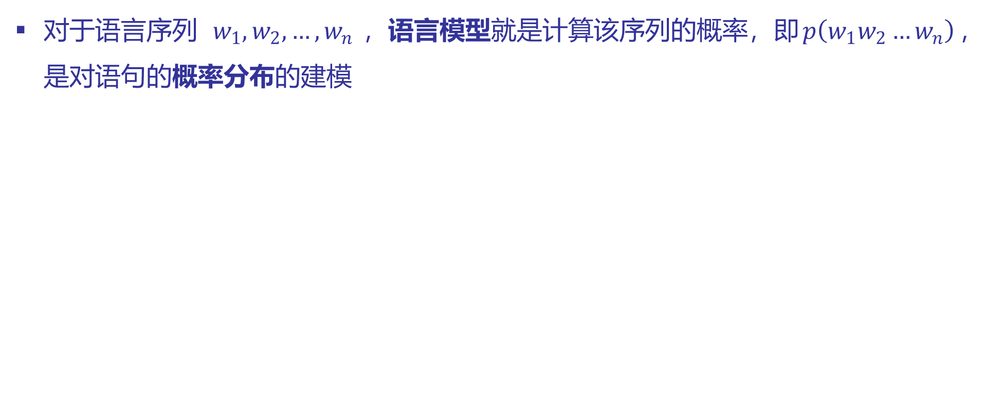 ▪ 对于语言序列 w₁, w₂, … , wₙ ，语言模型就是计算该序列的概率，即p(w₁w₂ … wₙ)，
是对语句的概率分布的建模